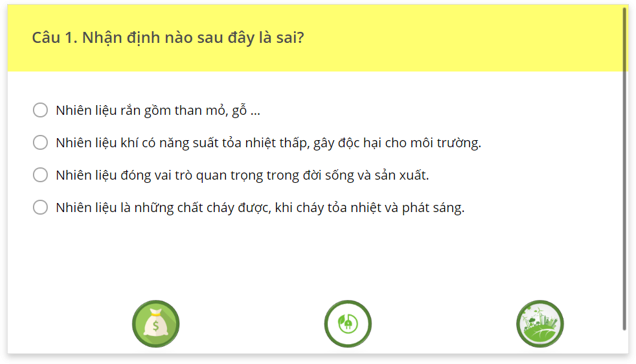 Câu 1. Nhận định nào sau đây là sai?
Nhiên liệu rắn gồm than mỏ, gỗ ...
Nhiên liệu khí có năng suất tỏa nhiệt thấp, gây độc hại cho môi trường.
Nhiên liệu đóng vai trò quan trọng trong đời sống và sản xuất.
Nhiên liệu là những chất cháy được, khi cháy tỏa nhiệt và phát sáng.
$